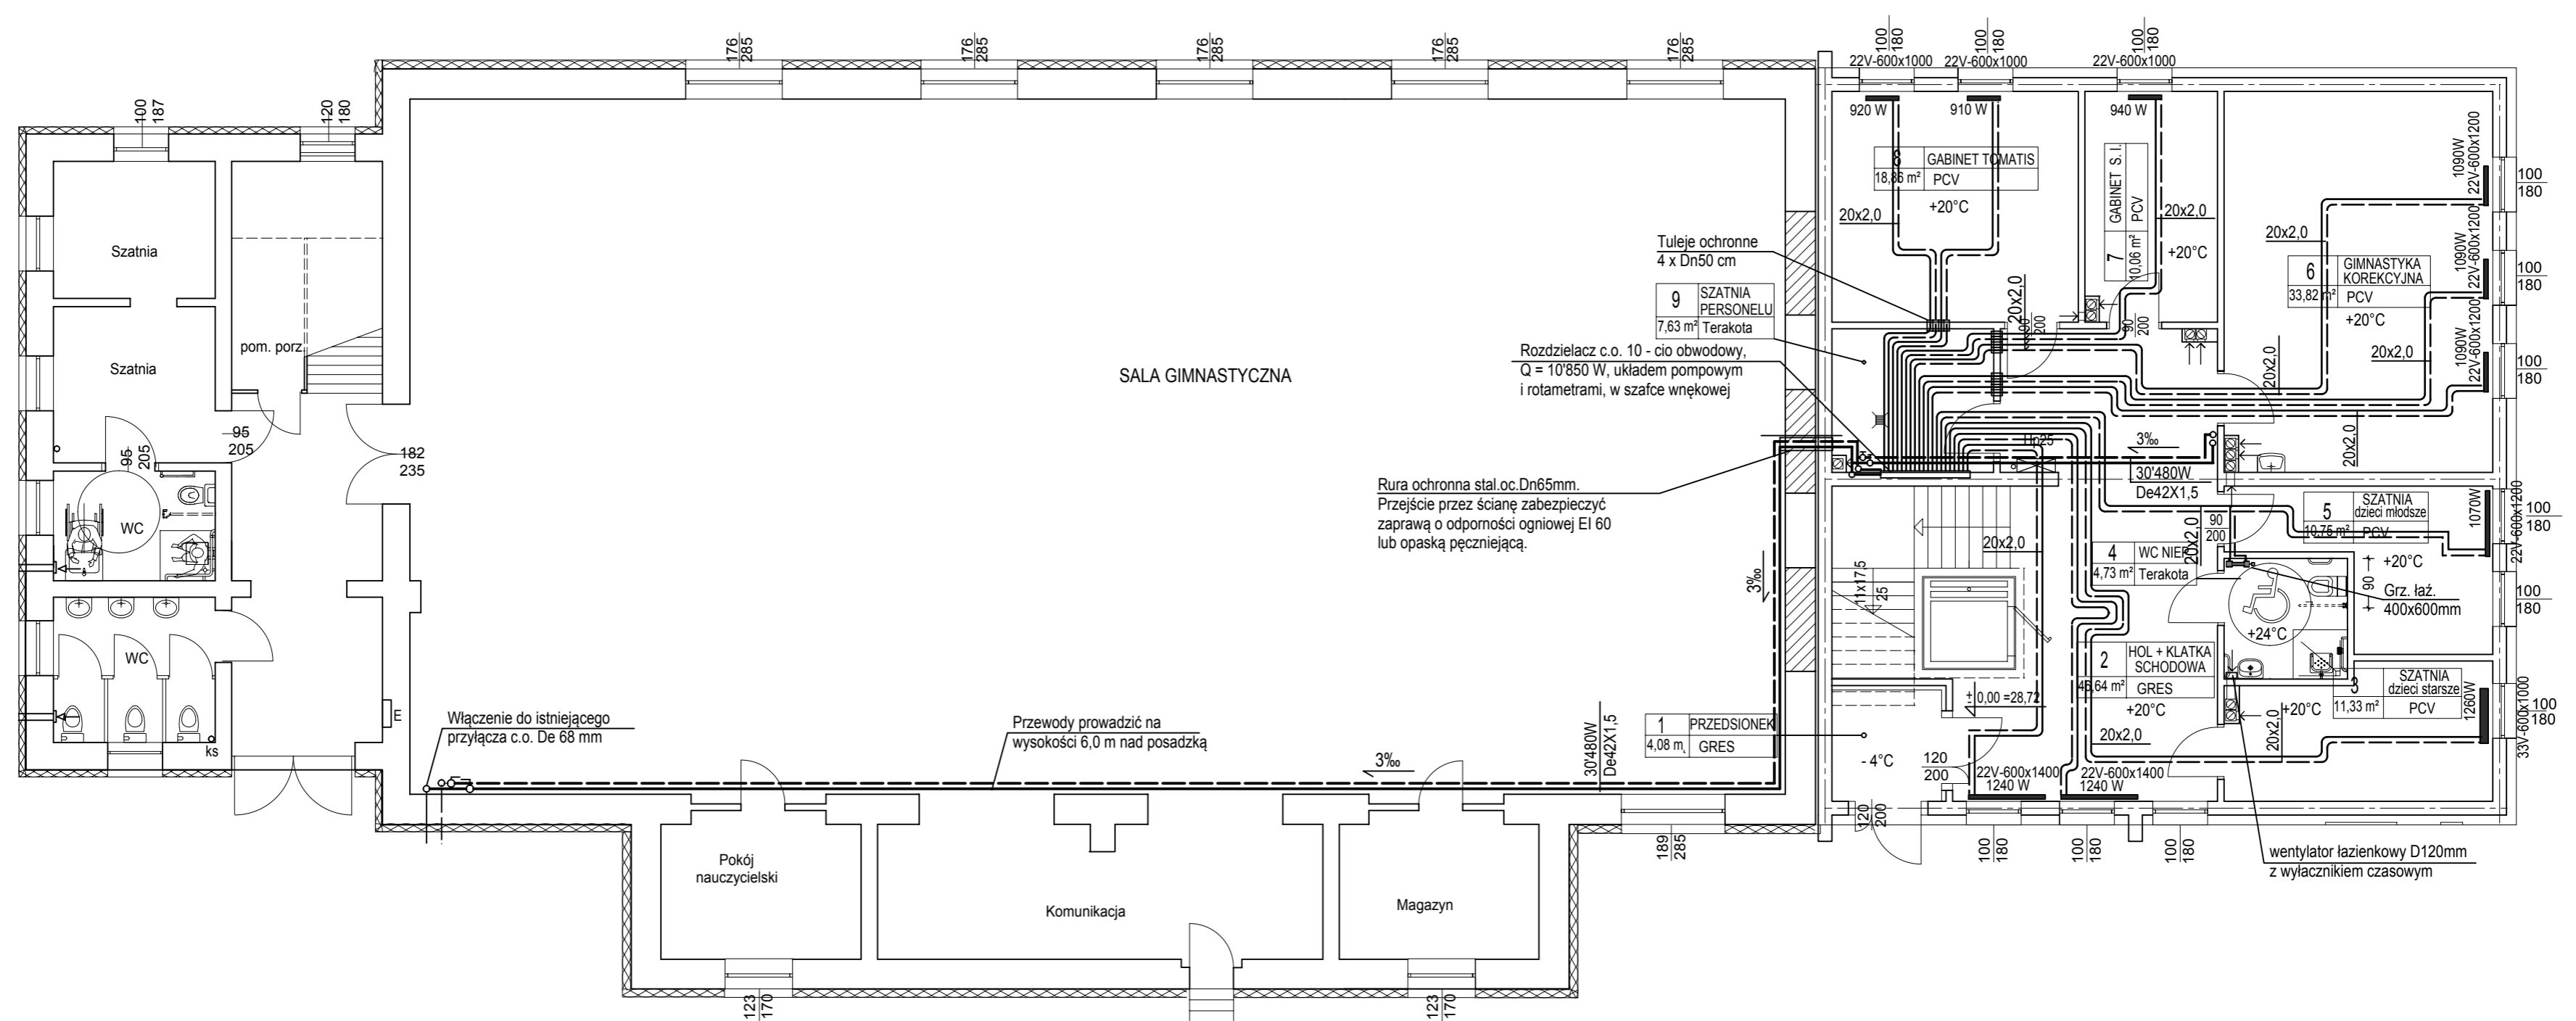 176
285
176
285
176
285
176
285
176
285
100
180
100
180
100
180
22V-600x1000
22V-600x1000
22V-600x1000
100
187
120
180
920 W
910 W
940 W
8
GABINET TOMATIS
18,86 m²
PCV
+20°C
20x2,0
7
GABINET S. I.
10,06 m²
PCV
20x2,0
+20°C
90
200
20x2,0
90
200
1090W
22V-600x1200
100
180
20x2,0
6
GIMNASTYKA
KOREKCYJNA
33,82 m²
PCV
+20°C
1090W
22V-600x1200
100
180
20x2,0
20x2,0
1090W
22V-600x1200
100
180
20x2,0
Szatnia
Szatnia
pom. porz.
95
205
95
205
182
235
WC
WC
ks
E
SALA GIMNASTYCZNA
Tuleje ochronne
4 x Dn50 cm
9
SZATNIA
PERSONELU
7,63 m²
Terakota
Rozdzielacz c.o. 10 - cio obwodowy,
Q = 10'850 W, układem pompowym
i rotametrami, w szafce wnękowej
Rura ochronna stal.oc.Dn65mm.
Przejście przez ścianę zabezpieczyć
zaprawą o odporności ogniowej EI 60
lub opaską pęczniejącą.
Hp25
3‰
30'480W
De42X1,5
5
SZATNIA
dzieci młodsze
10,75 m²
PCV
+20°C
1070W
22V-600x1200
100
180
90
200
20x2,0
20x2,0
4
WC NIEP.
4,73 m²
Terakota
90
Grz. łaź.
400x600mm
100
180
+24°C
11x17,5
25
3‰
2
HOL + KLATKA
SCHODOWA
46,64 m²
GRES
+20°C
20x2,0
3
SZATNIA
dzieci starsze
11,33 m²
PCV
+20°C
20x2,0
1260W
33V-600x1000
100
180
± 0,00 =28,72
1
PRZEDSIONEK
4,08 m
GRES
- 4°C
120
200
120
200
22V-600x1400
1240 W
22V-600x1400
1240 W
Włączenie do istniejącego
przyłącza c.o. De 68 mm
Przewody prowadzić na
wysokości 6,0 m nad posadzką
3‰
30'480W
De42X1,5
189
285
100
180
100
180
100
180
wentylator łazienkowy D120mm
z wyłacznikiem czasowym
Pokój
nauczycielski
Komunikacja
Magazyn
123
170
123
170